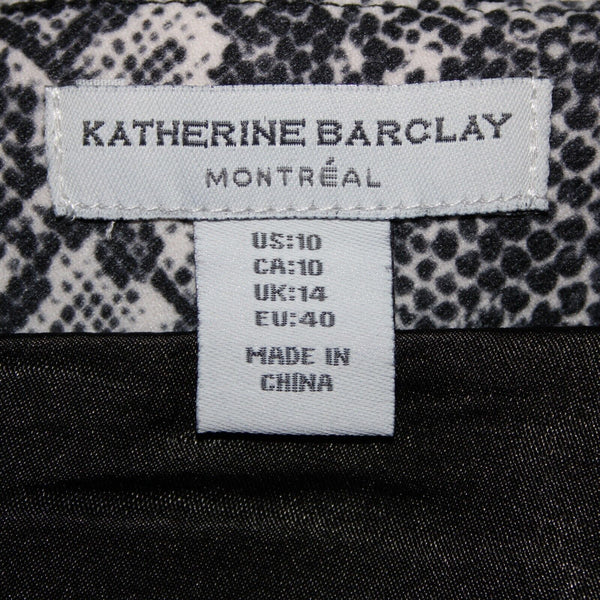 KATHERINE BARCLAY
MONTRÉAL
US:10
CA:10
UK:14
EU:40
MADE IN
CHINA